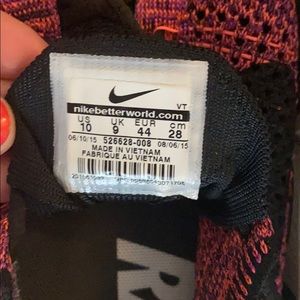 VT
nikebetterworld.com
US UK EUR cm
10 9 44 28
06/10/15 526628-008 08/06/15
MADE IN VIETNAM
FABRIQUE AU VIETNAM